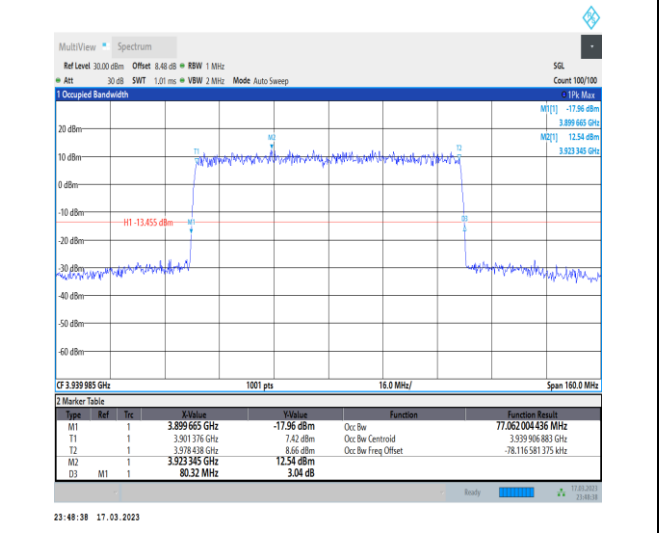 MultiView Spectrum
Ref Level 30.00 dBm Offset 8.48 dB RBW 1 MHz SGL
Att 30 dB SWT 1.01 ms VBW 2 MHz Mode Auto Sweep Count 100/100
1 Occupied Bandwidth 1Pk Max
M1[1] -17.96 dBm
3.899 665 GHz
M2[1] 12.54 dBm
3.923 345 GHz
20 dBm
M2
T1
T2
10 dBm
0 dBm
-10 dBm
H1 -13.455 dBm
M1
D3
-20 dBm
-30 dBm
-40 dBm
-50 dBm
-60 dBm
CF 3.939 985 GHz 1001 pts 16.0 MHz/ Span 160.0 MHz
2 Marker Table
Type Ref Trc X-Value Y-Value Function Function Result
M1 1 3.899 665 GHz -17.96 dBm Occ Bw 77.062 004 436 MHz
T1 1 3.901 376 GHz 7.42 dBm Occ Bw Centroid 3.939 906 883 GHz
T2 1 3.978 438 GHz 8.66 dBm Occ Bw Freq Offset -78.116 581 375 kHz
M2 1 3.923 345 GHz 12.54 dBm
D3 M1 1 80.32 MHz 3.04 dB
Ready 17.03.2023
23:48:38
23:48:38 17.03.2023